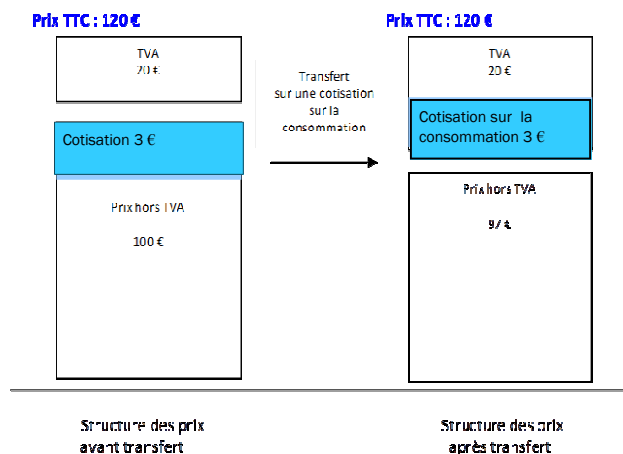 Prix TTC : 120 €
TVA
20 €
Cotisation 3 €
Prix hors TVA
100 €
Transfert
sur une cotisation
sur la
consommation
Prix TTC : 120 €
TVA
20 €
Cotisation sur la
consommation 3 €
Prix hors TVA
97 €
Structure des prix
avant transfert
Structure des prix
après transfert